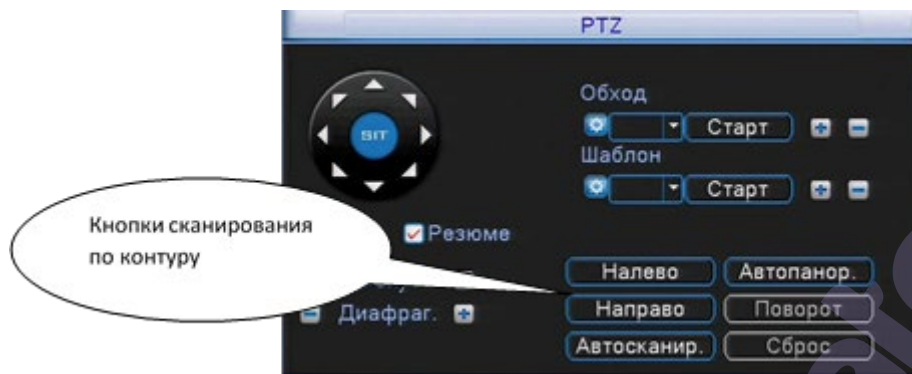 PTZ
SIT
Обход
Старт
Шаблон
Старт
Кнопки сканирования
по контуру
Резюме
Налево Автопанор.
Диафраг. Направо Поворот
Автосканир. Сброс